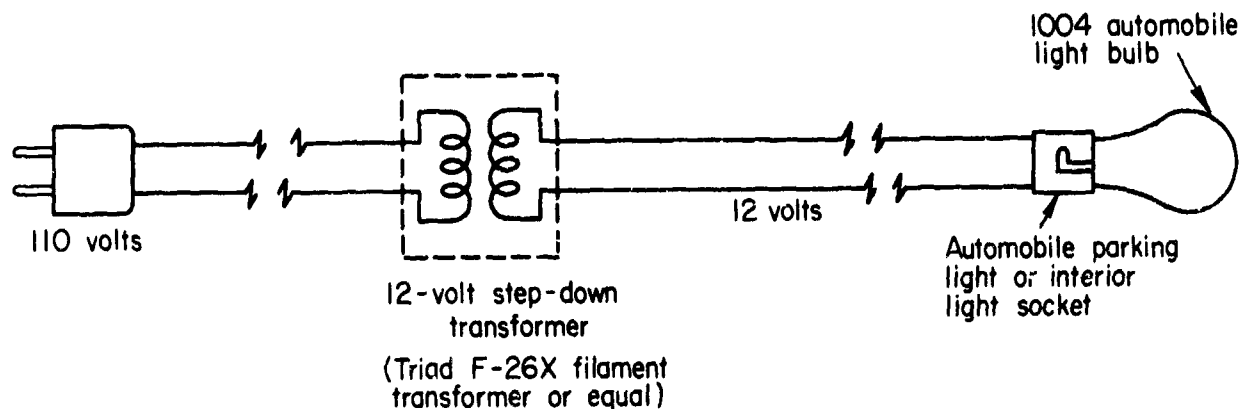 1004 automobile
light bulb
110 volts
12 volts
Automobile parking
light or interior
light socket
12-volt step-down
transformer
(Triad F-26X filament
transformer or equal)